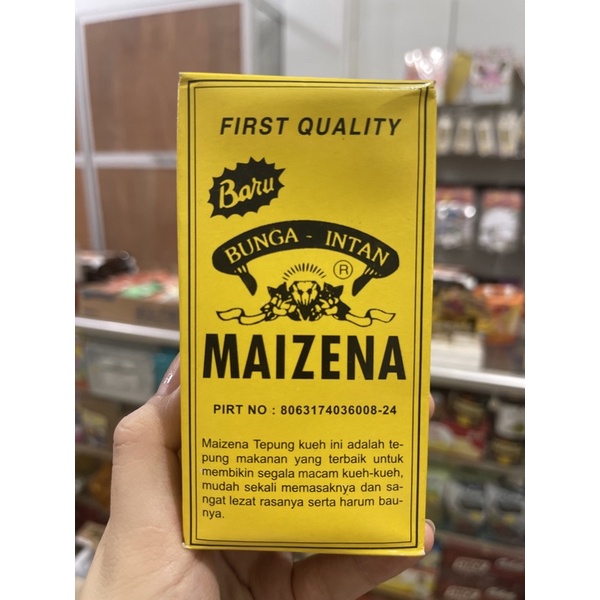 FIRST QUALITY
Baru
BUNGA - INTAN
®
MAIZENA
PIRT NO : 8063174036008-24
Maizena Tepung kueh ini adalah te-
pung makanan yang terbaik untuk
membikin segala macam kueh-kueh,
mudah sekali memasaknya dan sa-
ngat lezat rasanya serta harum bau-
nya.